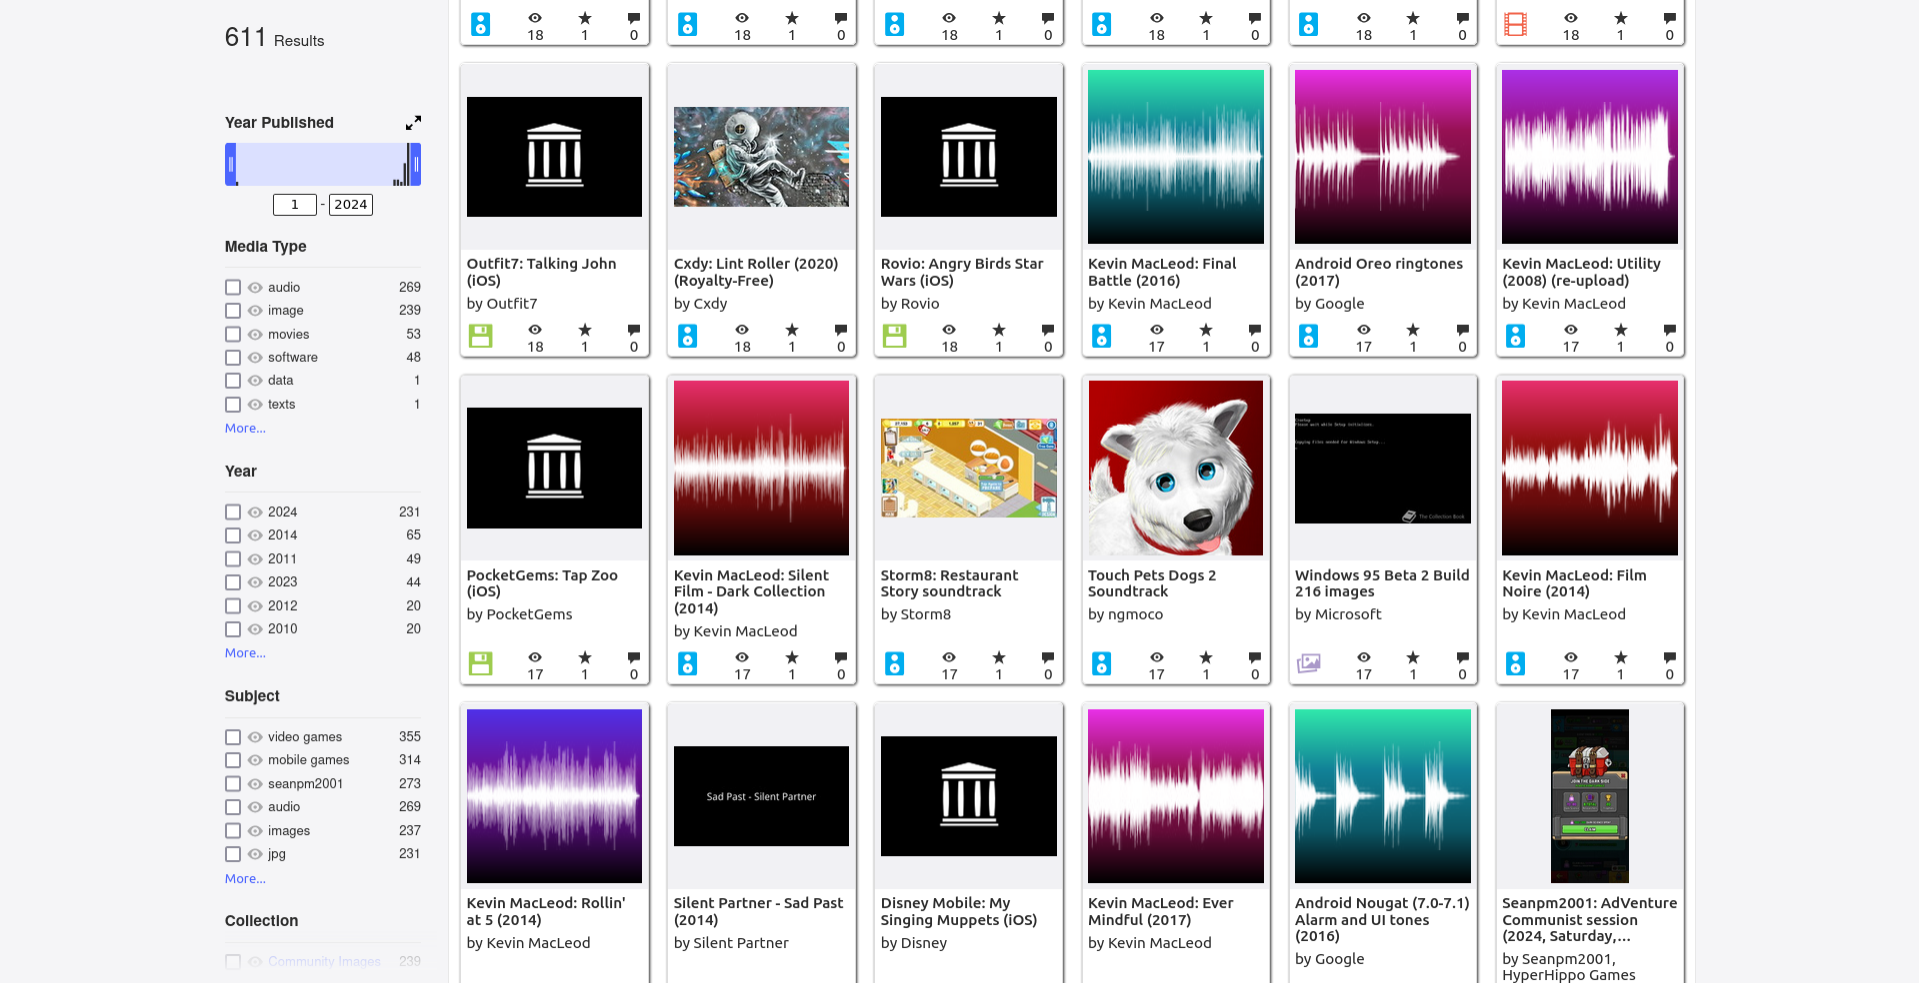 611 Results
Year Published
1 - 2024
Media Type
audio 269
image 239
movies 53
software 48
data 1
texts 1
More...
Year
2024 231
2014 65
2011 49
2023 44
2012 20
2010 20
More...
Subject
video games 355
mobile games 314
seanpm2001 273
audio 269
images 237
jpg 231
More...
Collection
Community Images 239
18 1 0
18 1 0
18 1 0
18 1 0
18 1 0
18 1 0
Outfit7: Talking John
(iOS)
by Outfit7
18 1 0
Cxdy: Lint Roller (2020)
(Royalty-Free)
by Cxdy
18 1 0
Rovio: Angry Birds Star
Wars (iOS)
by Rovio
18 1 0
Kevin MacLeod: Final
Battle (2016)
by Kevin MacLeod
17 1 0
Android Oreo ringtones
(2017)
by Google
17 1 0
Kevin MacLeod: Utility
(2008) (re-upload)
by Kevin MacLeod
17 1 0
PocketGems: Tap Zoo
(iOS)
by PocketGems
17 1 0
Kevin MacLeod: Silent
Film - Dark Collection
(2014)
by Kevin MacLeod
17 1 0
Storm8: Restaurant
Story soundtrack
by Storm8
17 1 0
Touch Pets Dogs 2
Soundtrack
by ngmoco
17 1 0
The Collection Book
Windows 95 Beta 2 Build
216 images
by Microsoft
17 1 0
Kevin MacLeod: Film
Noire (2014)
by Kevin MacLeod
17 1 0
Kevin MacLeod: Rollin'
at 5 (2014)
by Kevin MacLeod
Sad Past - Silent Partner
Silent Partner - Sad Past
(2014)
by Silent Partner
Disney Mobile: My
Singing Muppets (iOS)
by Disney
Kevin MacLeod: Ever
Mindful (2017)
by Kevin MacLeod
Android Nougat (7.0-7.1)
Alarm and UI tones
(2016)
by Google
JOIN THE DARK SIDE
Seanpm2001: AdVenture
Communist session
(2024, Saturday,...
by Seanpm2001,
HyperHippo Games